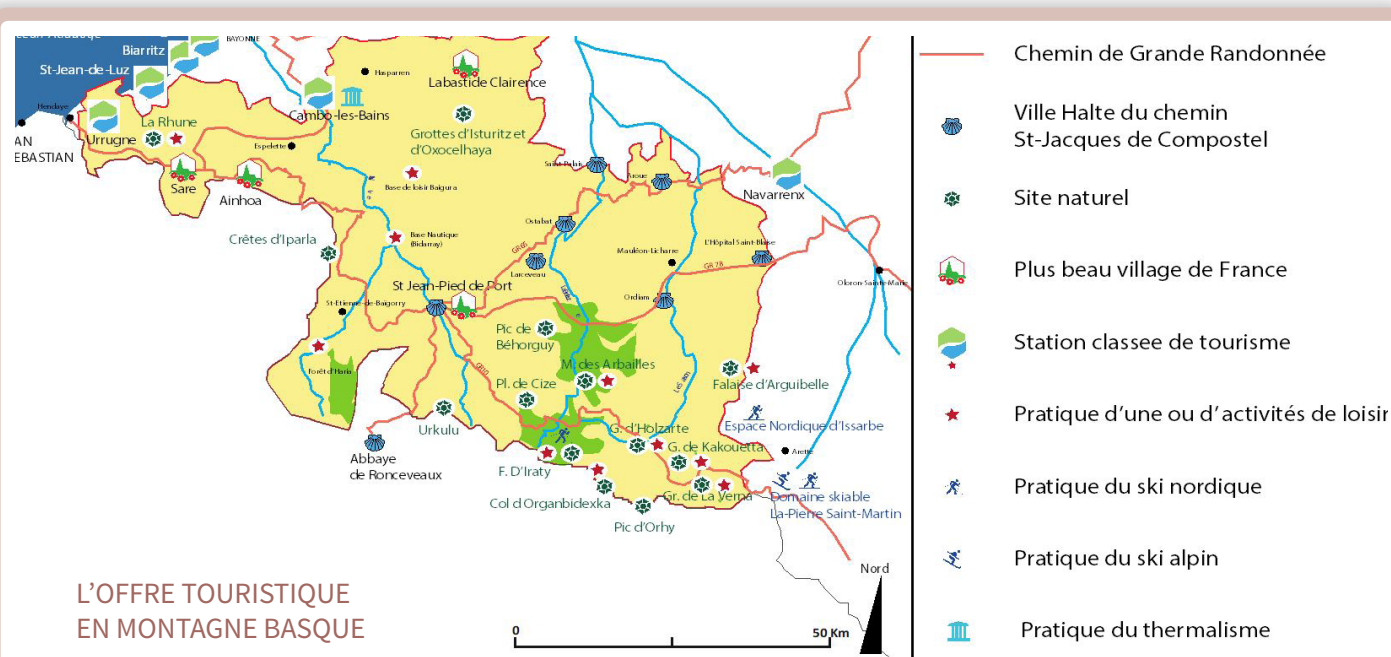 Biarritz
BAYONNE
St-Jean-de-Luz
Hendaye
AN
EBASTIAN
Urrugne
La Rhune
Sare
Ainhoa
Espelette
Cambo-les-Bains
Hasparren
Labastide Clairence
Grottes d'Isturitz et
d'Oxocelhaya
Base de loisir Baigura
Saint-Palais
Aroue
Navarrenx
Crêtes d'Iparla
Base Nautique
(Bidarray)
Ostabat
GR65
Larceveau
Mauléon-Licharre
L'Hôpital Saint-Blaise
GR 78
Oloron-Sainte-Marie
St Jean-Pied de Port
St-Etienne-de-Baigorry
Ordiarn
Pic de
Béhorguy
M. des Arbailles
Forêt d'Haria
GR10
Pl. de Cize
Falaise d'Arguibelle
Urkulu
G. d'Holzarte
Espace Nordique d'Issarbe
Abbaye
de Ronceveaux
G. de Kakouetta
Arette
F. D'Iraty
Col d Organbidexka
Gr. de La Verna
Domaine skiable
La-Pierre Saint-Martin
Pic d'Orhy
Nord
0
50 Km
L'OFFRE TOURISTIQUE
EN MONTAGNE BASQUE
Chemin de Grande Randonnée
Ville Halte du chemin
St-Jacques de Compostel
Site naturel
Plus beau village de France
Station classee de tourisme
Pratique d'une ou d'activités de loisir
Pratique du ski nordique
Pratique du ski alpin
Pratique du thermalisme